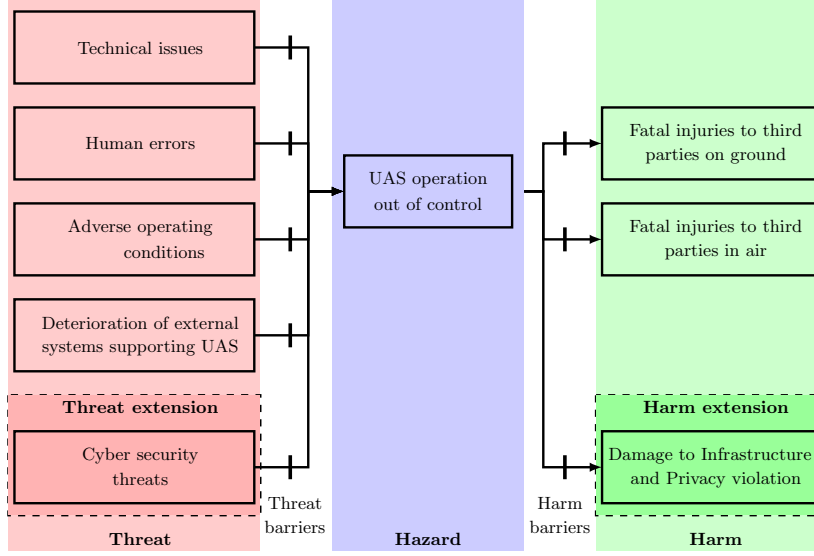 Technical issues
Human errors
Adverse operating
conditions
Deterioration of external
systems supporting UAS
Threat extension
Cyber security
threats
Threat
Threat
barriers
UAS operation
out of control
Hazard
Harm
barriers
Fatal injuries to third
parties on ground
Fatal injuries to third
parties in air
Harm extension
Damage to Infrastructure
and Privacy violation
Harm